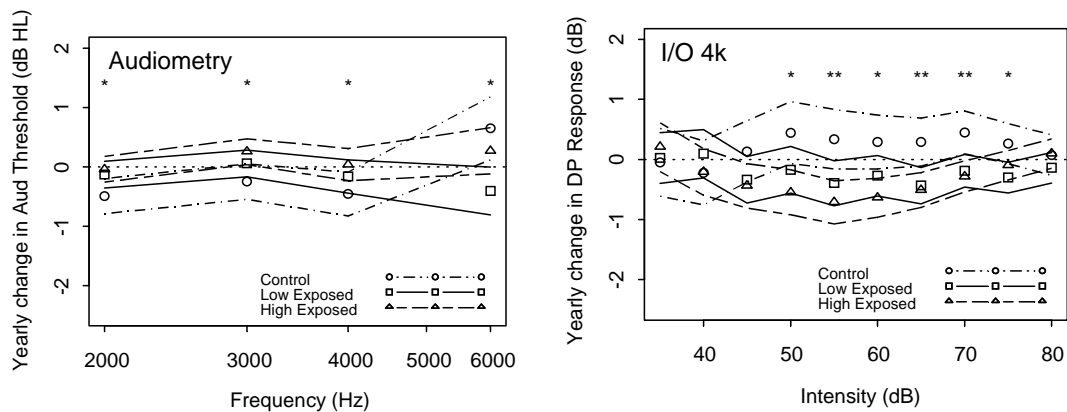 Audiometry
* * * *
2
1
0
-1
-2
Yearly change in Aud Threshold (dB HL)
Control
Low Exposed
High Exposed
2000 3000 4000 5000 6000
Frequency (Hz)
I/O 4k
* ** * ** ** *
2
1
0
-1
-2
Yearly change in DP Response (dB)
Control
Low Exposed
High Exposed
40 50 60 70 80
Intensity (dB)